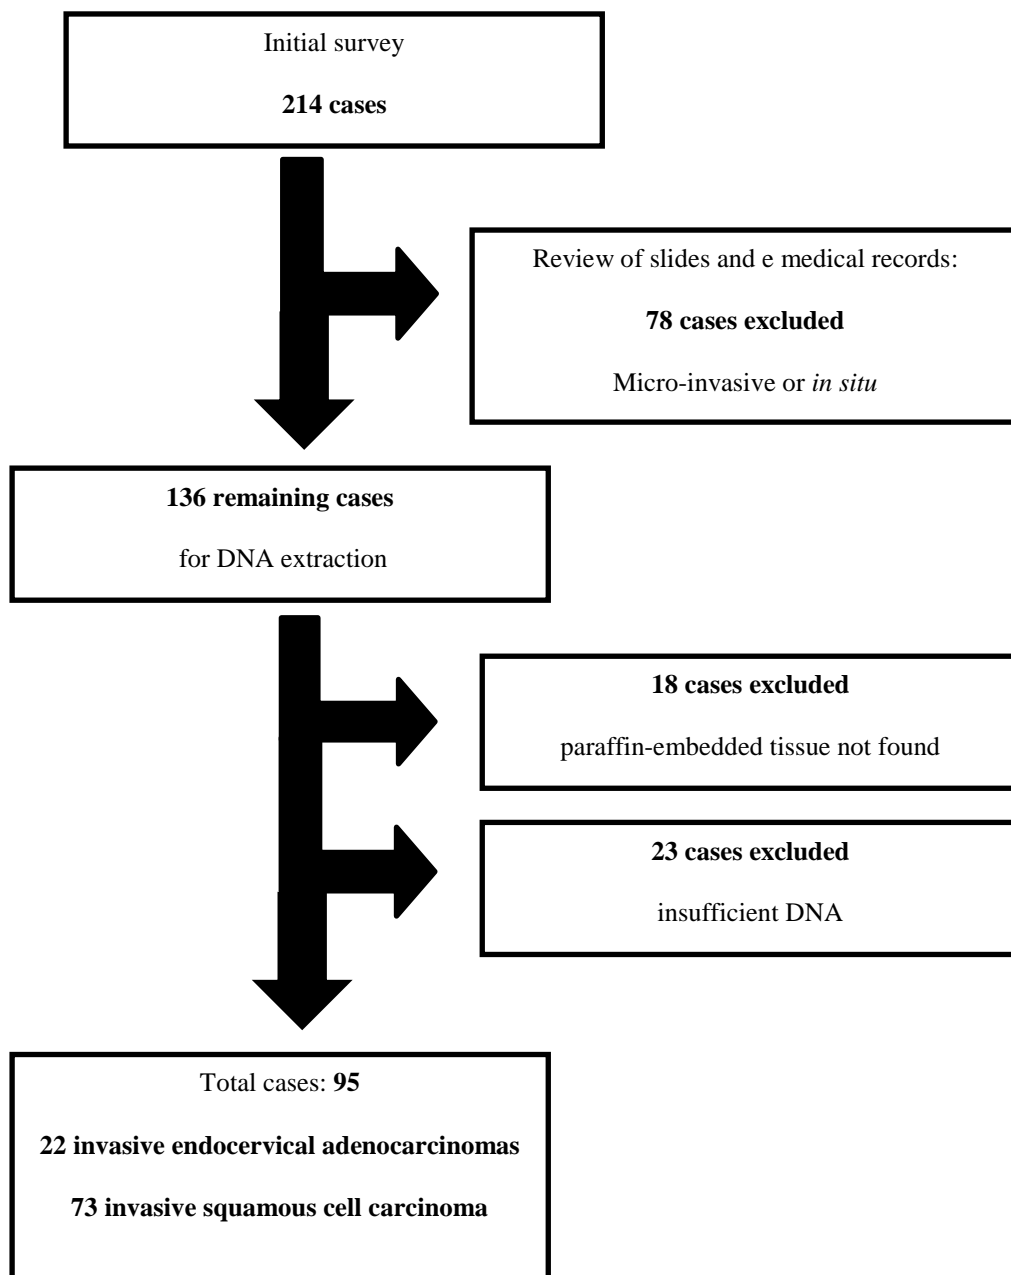 Initial survey
214 cases
Review of slides and e medical records:
78 cases excluded
Micro-invasive or in situ
136 remaining cases
for DNA extraction
18 cases excluded
paraffin-embedded tissue not found
23 cases excluded
insufficient DNA
Total cases: 95
22 invasive endocervical adenocarcinomas
73 invasive squamous cell carcinoma